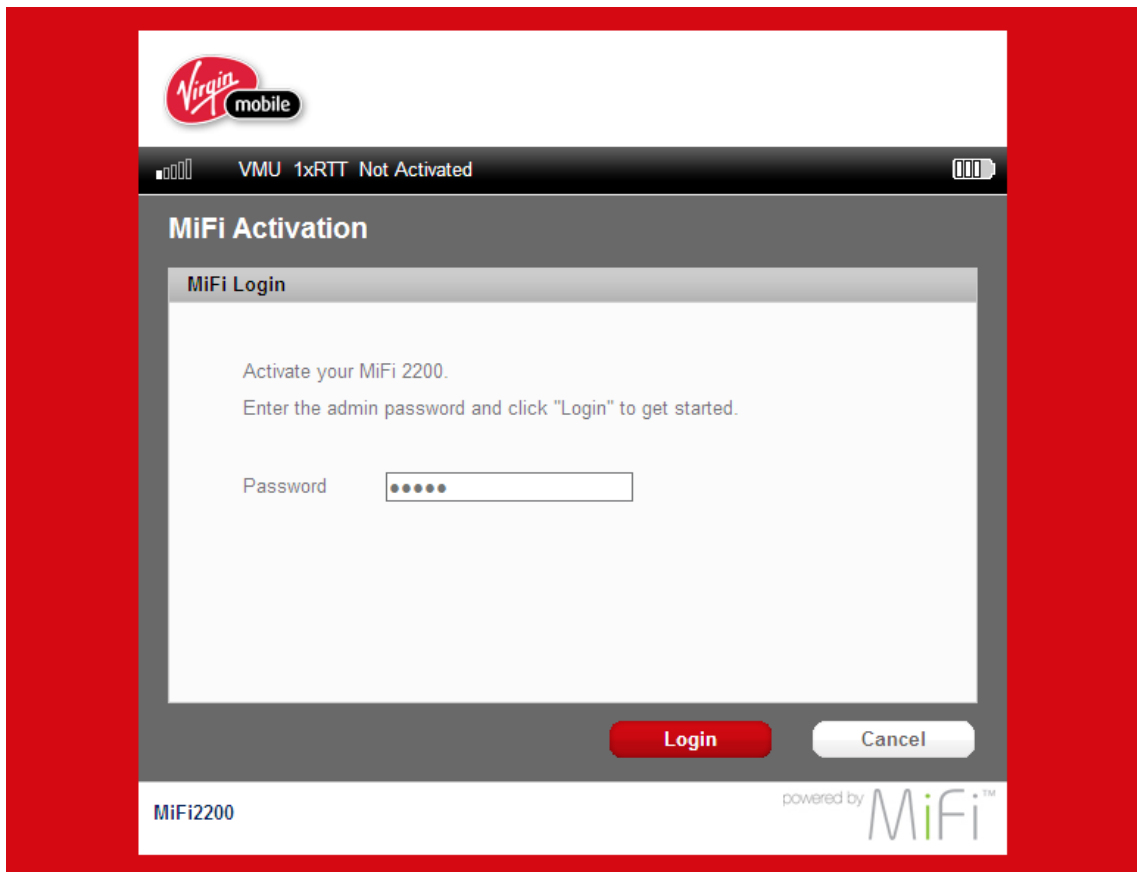 Virgin
mobile
VMU 1xRTT Not Activated
MiFi Activation
MiFi Login
Activate your MiFi 2200.
Enter the admin password and click "Login" to get started.
Password •••••
Login Cancel
MiFi2200 powered by MiFi™